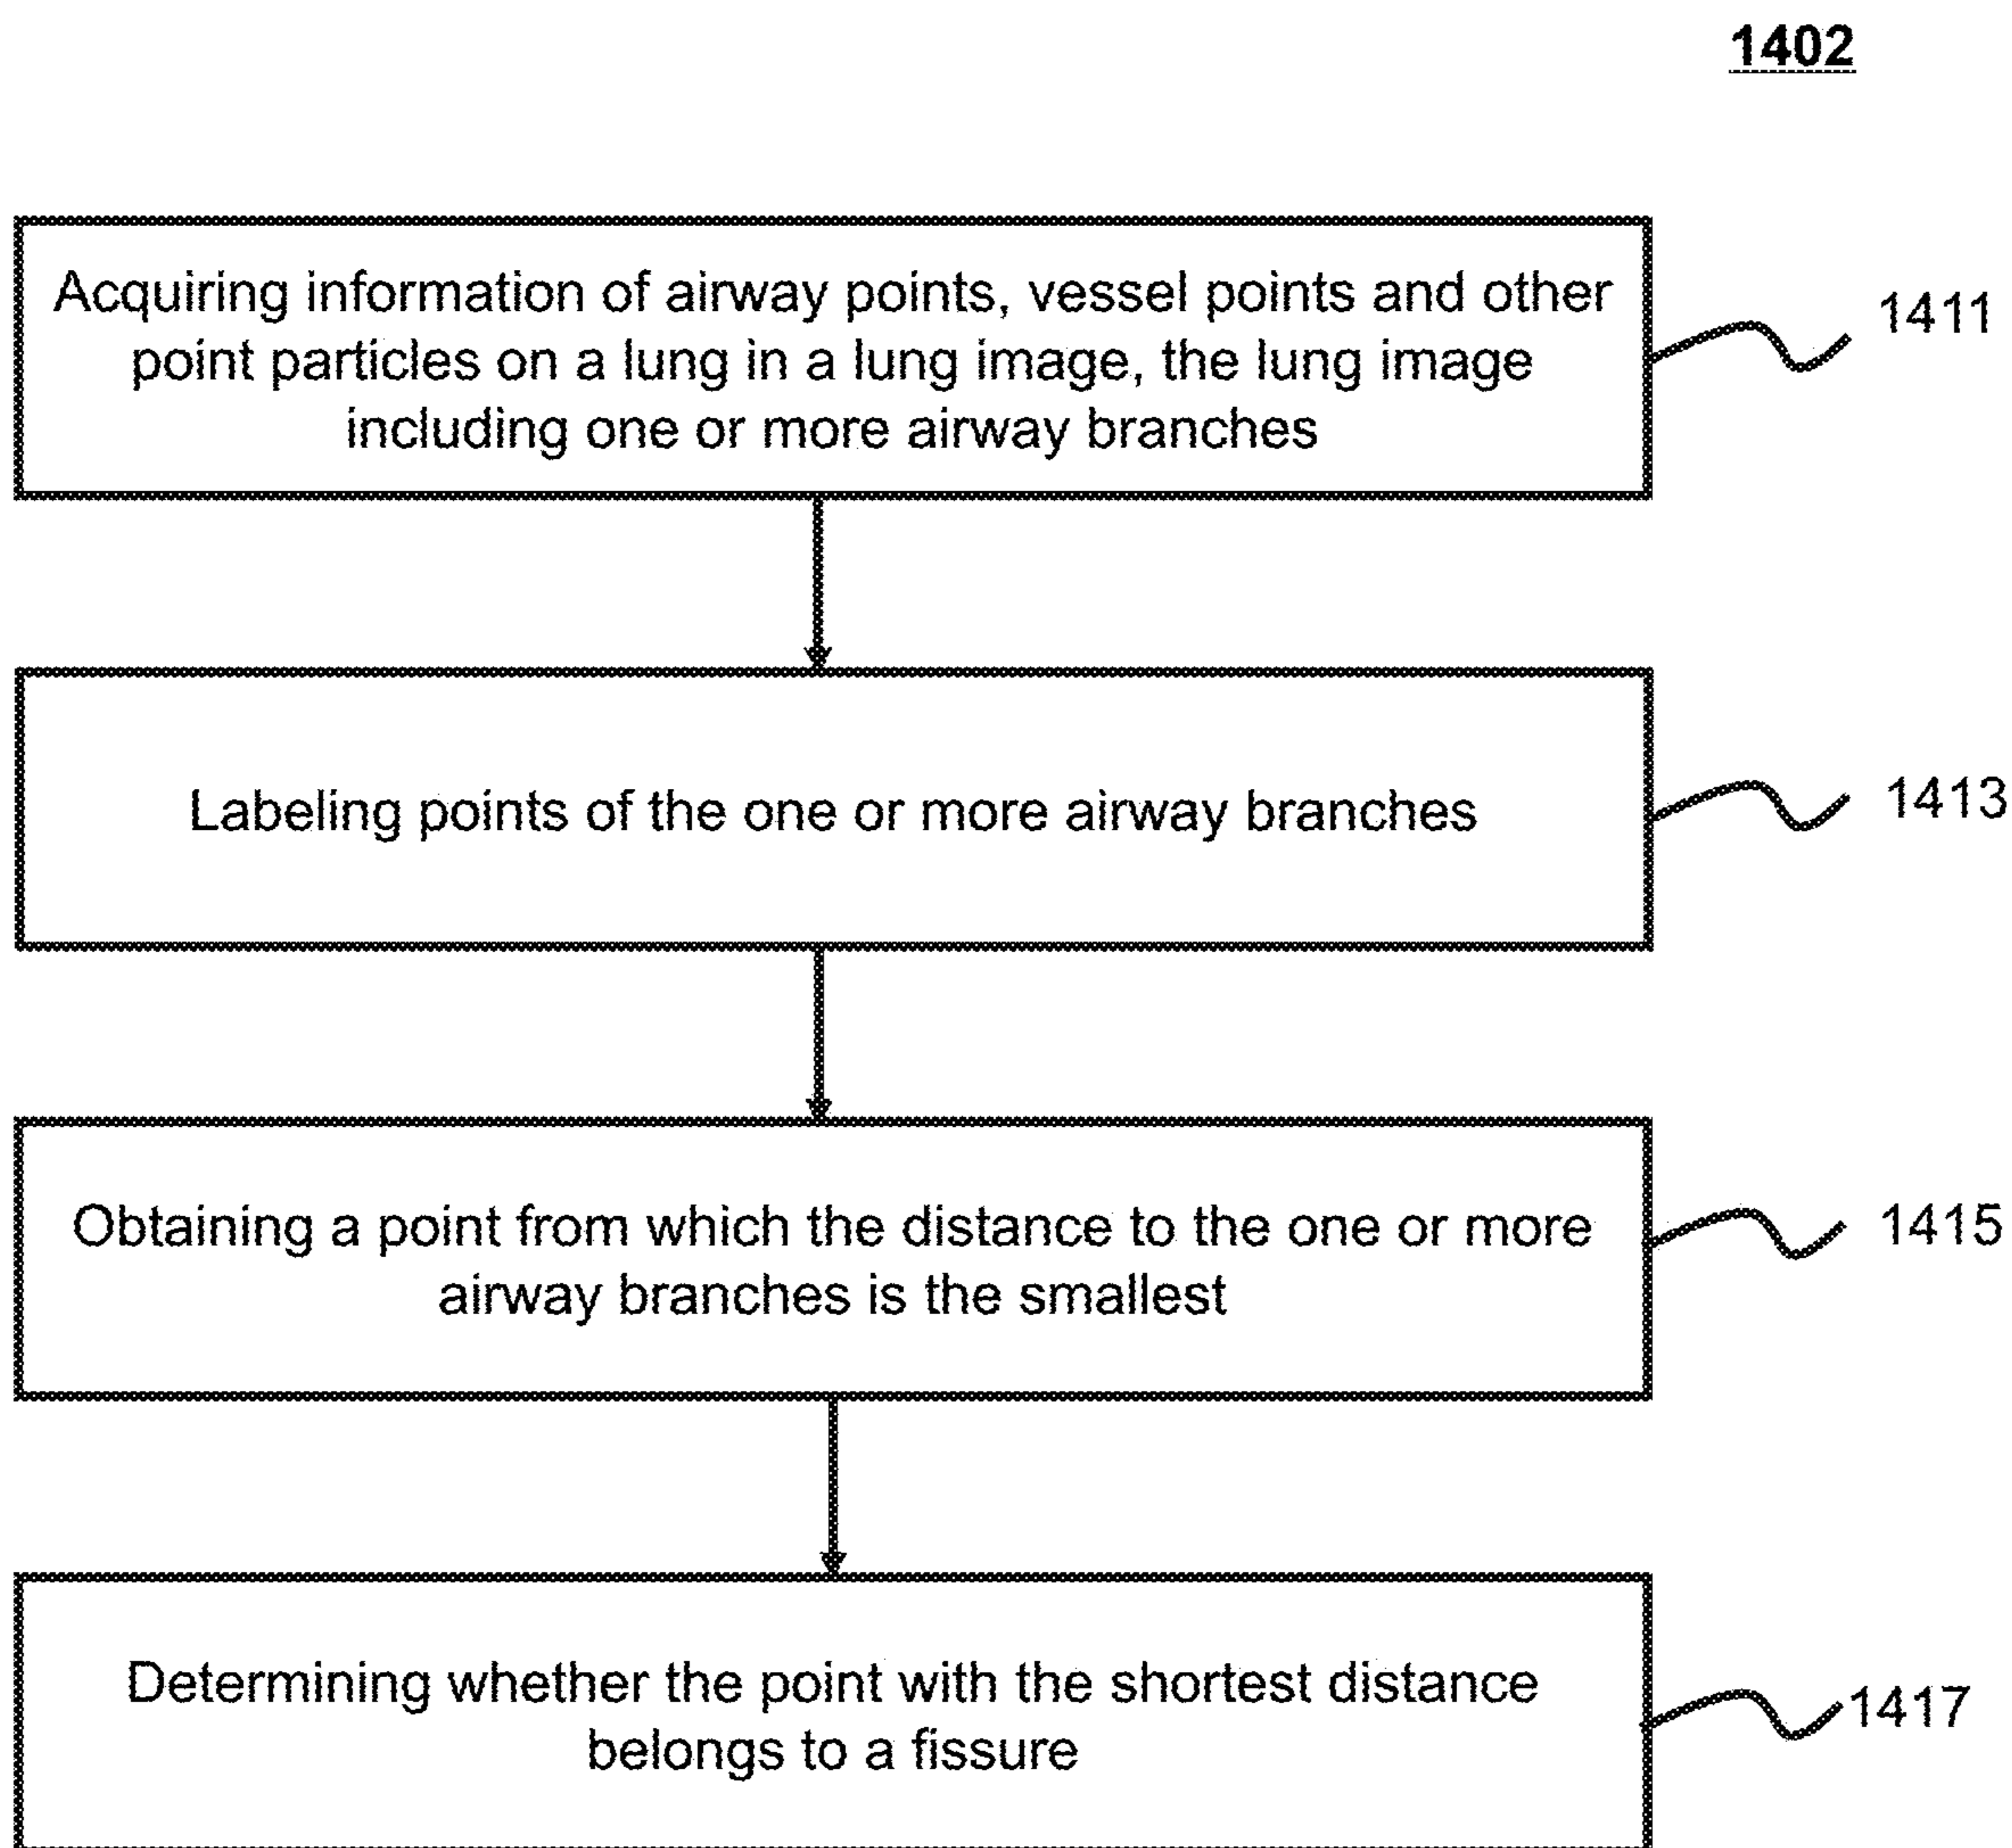 1402
Acquiring information of airway points, vessel points and other
point particles on a lung in a lung image, the lung image
including one or more airway branches
1411
Labeling points of the one or more airway branches
1413
Obtaining a point from which the distance to the one or more
airway branches is the smallest
1415
Determining whether the point with the shortest distance
belongs to a fissure
1417